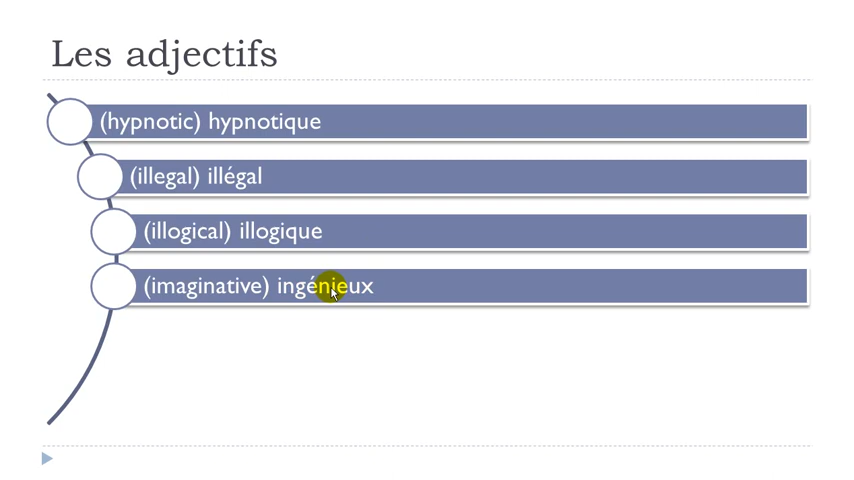 Les adjectifs
(hypnotic) hypnotique
(illegal) illégal
(illogical) illogique
(imaginative) ingénieux